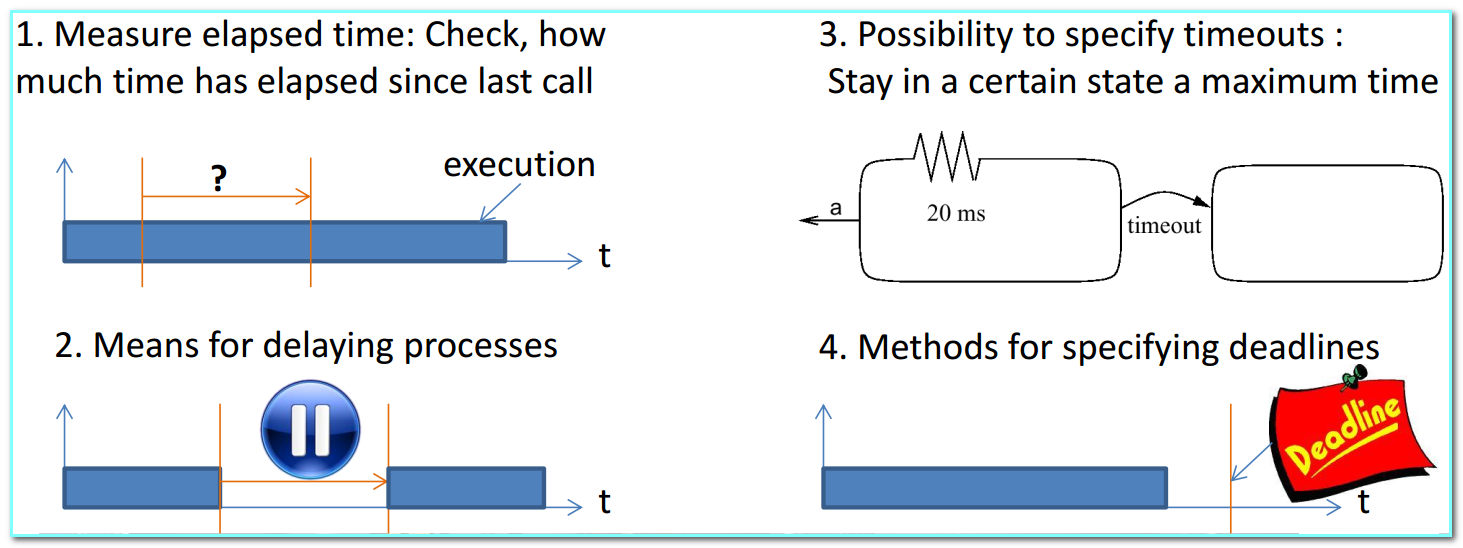 1. Measure elapsed time: Check, how
much time has elapsed since last call
?
execution
t
2. Means for delaying processes
t
3. Possibility to specify timeouts :
Stay in a certain state a maximum time
a
20 ms
timeout
4. Methods for specifying deadlines
Deadline
t